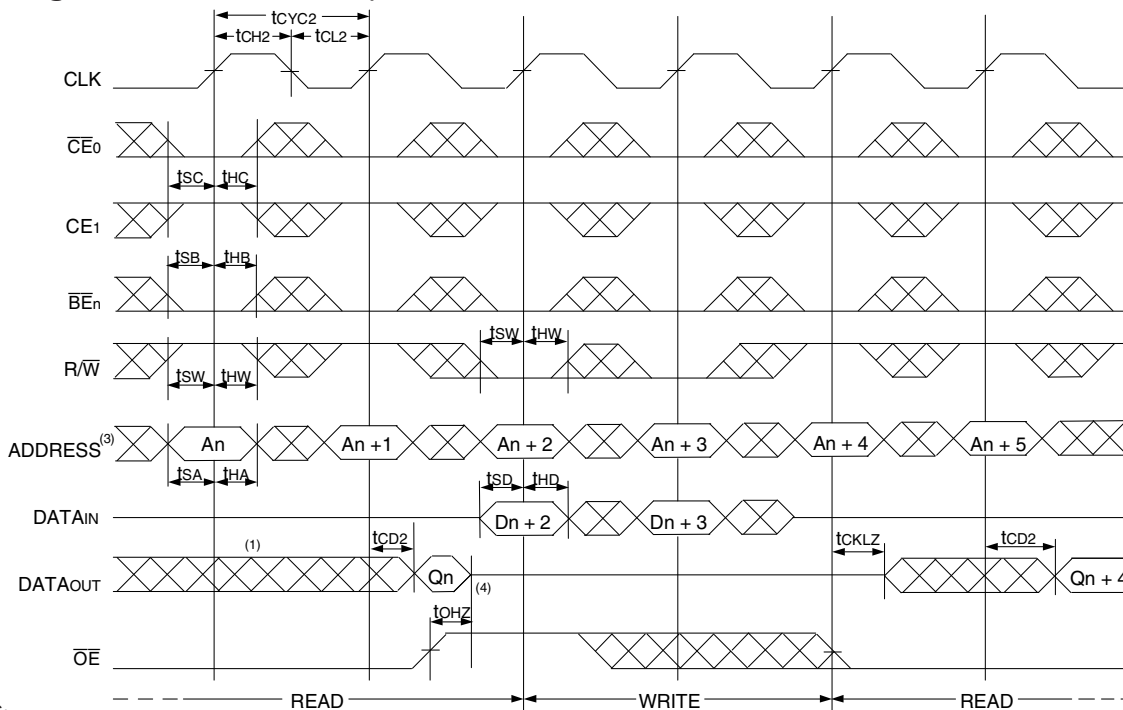 tCYC2
tCH2 tCL2
CLK
CE0
tSC tHC
CE1
tSB tHB
BEn
tSW tHW
R/W
tSW tHW
ADDRESS(3) An An + 1 An + 2 An + 3 An + 4 An + 5
tSA tHA tSD tHD
DATAIN Dn + 2 Dn + 3
tCD2 tCKLZ tCD2
(1)
DATAOUT Qn (4) Qn + 4
tOHZ
OE
READ WRITE READ